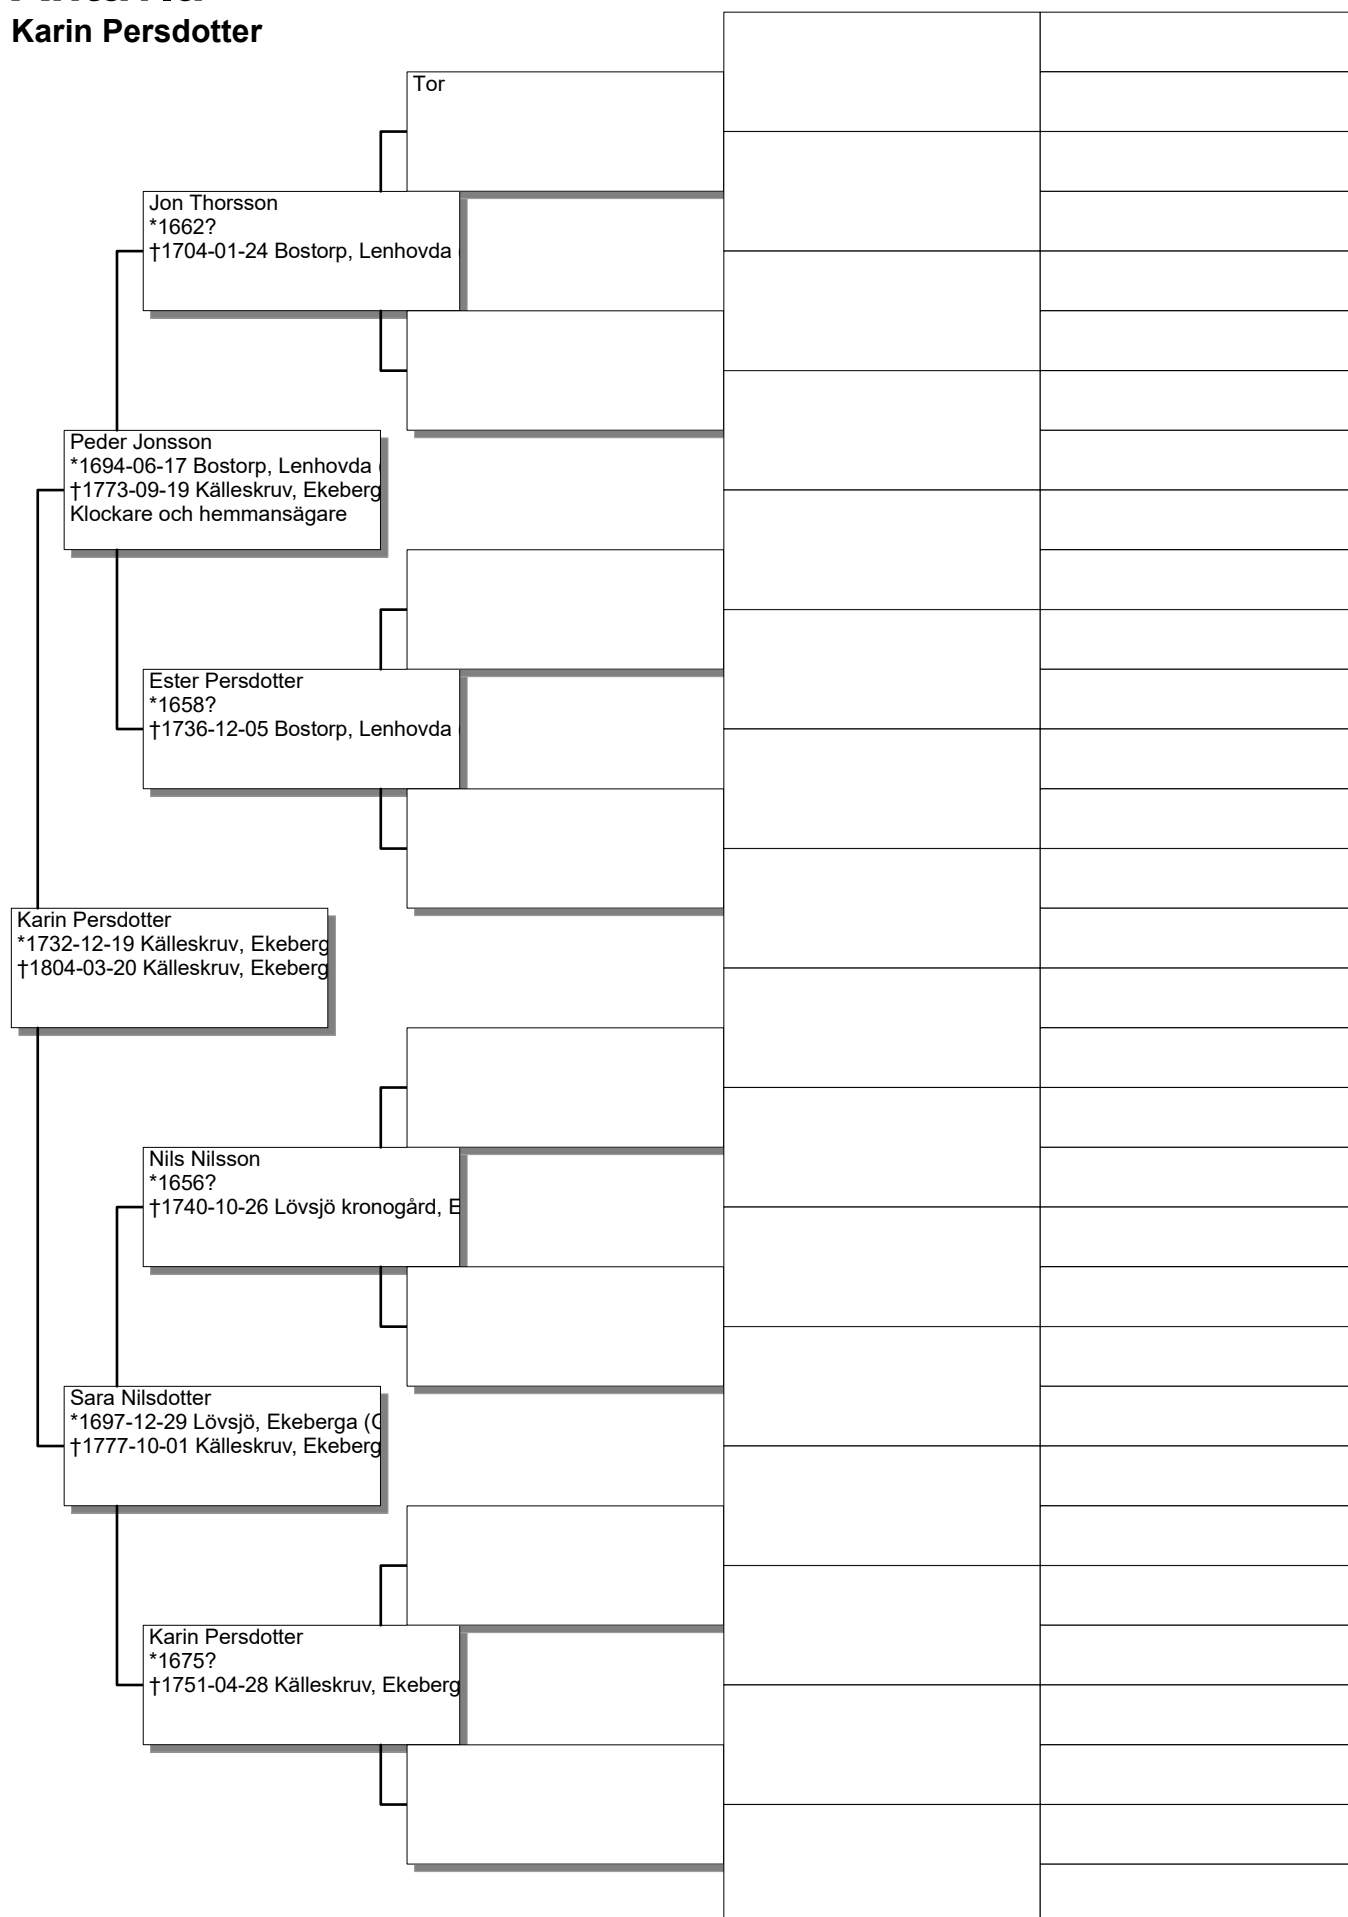 Karin Persdotter
Tor
Jon Thorsson
*1662?
†1704-01-24 Bostorp, Lenhovda
Peder Jonsson
*1694-06-17 Bostorp, Lenhovda (
†1773-09-19 Källeskruv, Ekeberg
Klockare och hemmansägare
Ester Persdotter
*1658?
†1736-12-05 Bostorp, Lenhovda
Karin Persdotter
*1732-12-19 Källeskruv, Ekeberg
†1804-03-20 Källeskruv, Ekeberg
Nils Nilsson
*1656?
†1740-10-26 Lövsjö kronogård, E
Sara Nilsdotter
*1697-12-29 Lövsjö, Ekeberga (G
†1777-10-01 Källeskruv, Ekeberg
Karin Persdotter
*1675?
†1751-04-28 Källeskruv, Ekeberg